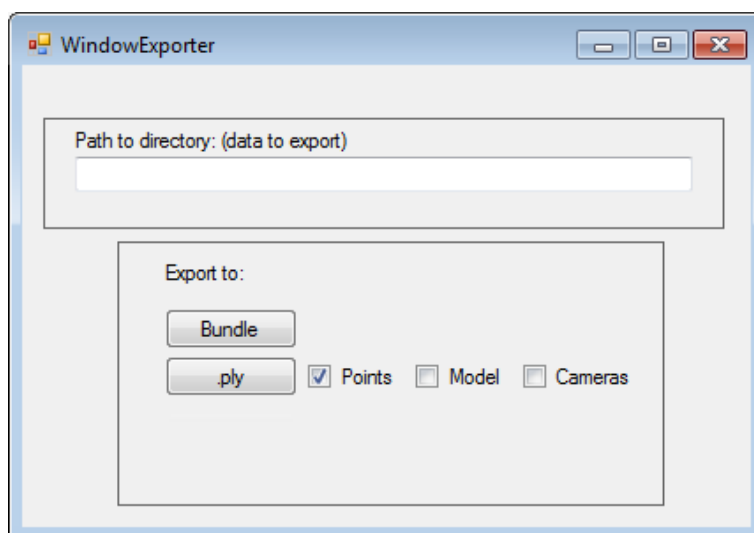 WindowExporter
Path to directory: (data to export)
Export to:
Bundle
.ply Points Model Cameras